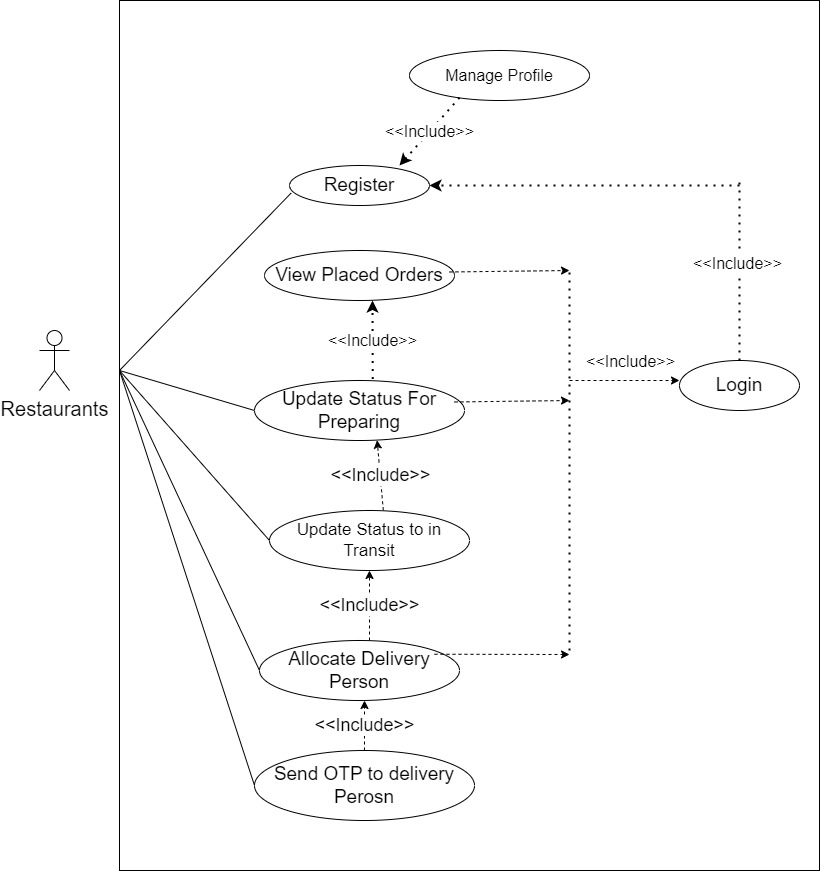 Manage Profile
<<Include>>
Register
<<Include>>
View Placed Orders
<<Include>>
<<Include>>
Login
Restaurants
Update Status For
Preparing
<<Include>>
Update Status to in
Transit
<<Include>>
Allocate Delivery
Person
<<Include>>
Send OTP to delivery
Perosn